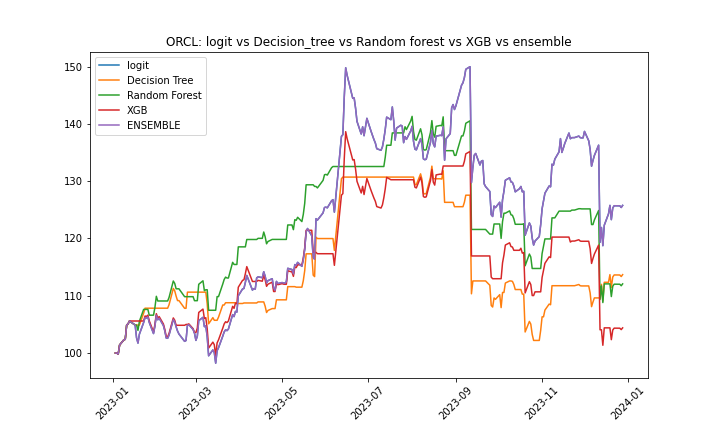 ORCL: logit vs Decision_tree vs Random forest vs XGB vs ensemble
logit
Decision Tree
Random Forest
XGB
ENSEMBLE
150
140
130
120
110
100
2023-01
2023-03
2023-05
2023-07
2023-09
2023-11
2024-01